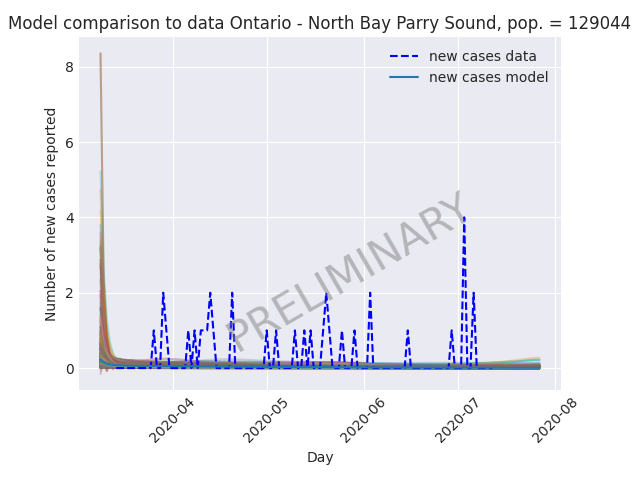 Model comparison to data Ontario - North Bay Parry Sound, pop. = 129044
new cases data
new cases model
Number of new cases reported
8
6
4
2
0
PRELIMINARY
2020-04
2020-05
2020-06
2020-07
2020-08
Day